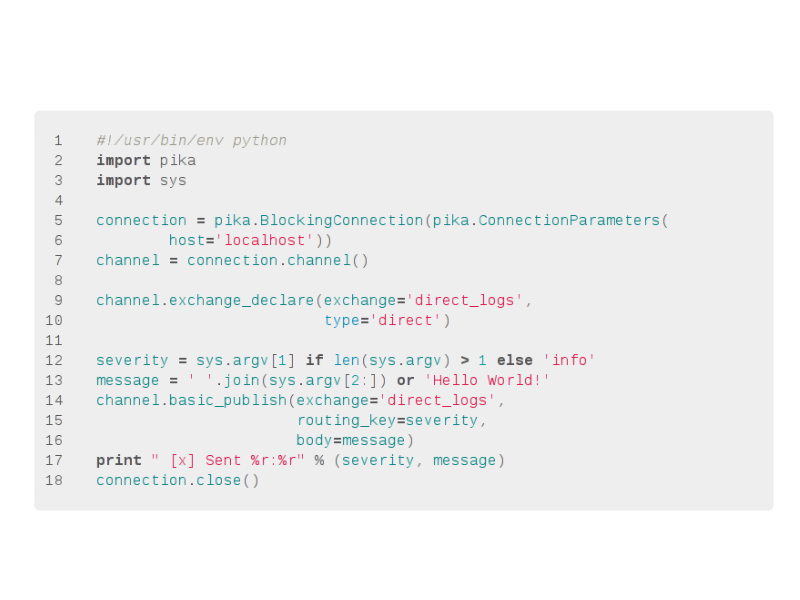 1 #!/usr/bin/env python
2 import pika
3 import sys
4
5 connection = pika.BlockingConnection(pika.ConnectionParameters(
6         host='localhost'))
7 channel = connection.channel()
8
9 channel.exchange_declare(exchange='direct_logs',
10                          type='direct')
11
12 severity = sys.argv[1] if len(sys.argv) > 1 else 'info'
13 message = ' '.join(sys.argv[2:]) or 'Hello World!'
14 channel.basic_publish(exchange='direct_logs',
15                       routing_key=severity,
16                       body=message)
17 print " [x] Sent %r:%r" % (severity, message)
18 connection.close()